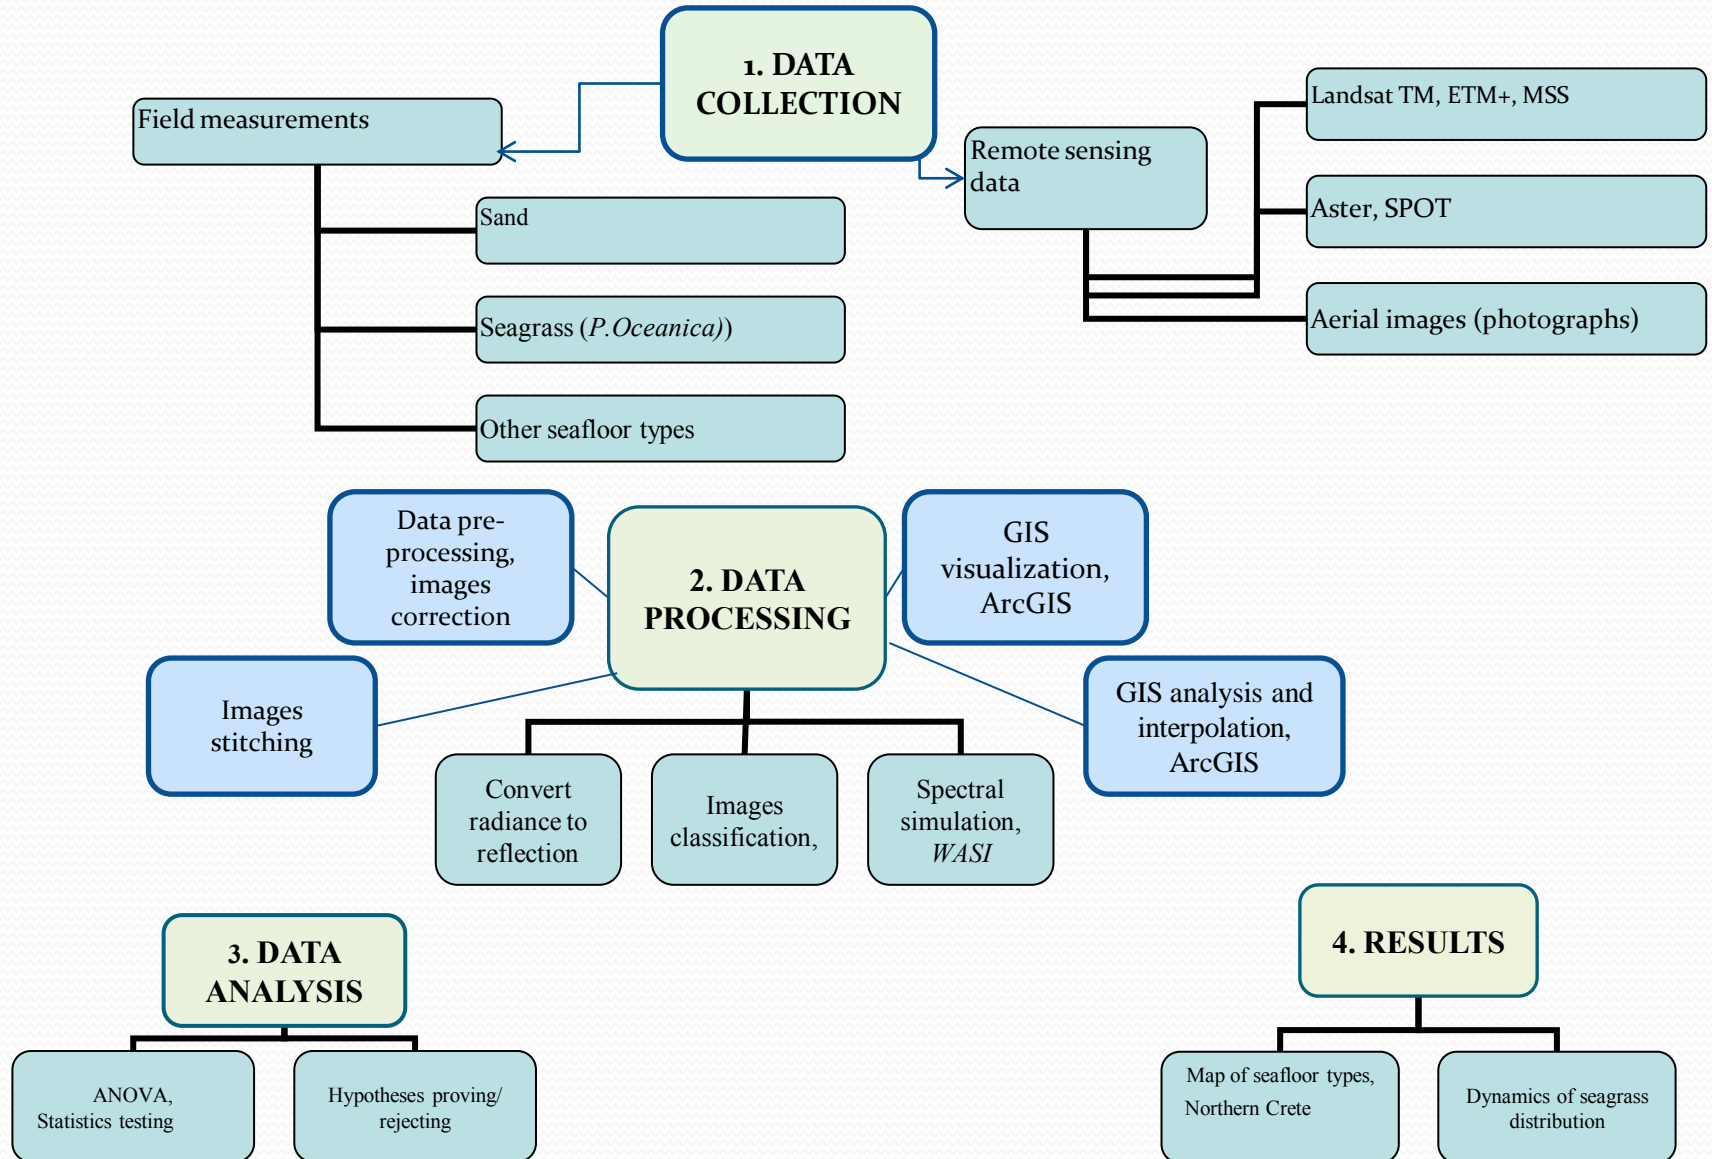 1. DATA
COLLECTION
Field measurements
Sand
Seagrass (P.Oceanica))
Other seafloor types
Remote sensing
data
Landsat TM, ETM+, MSS
Aster, SPOT
Aerial images (photographs)
Data pre-
processing,
images
correction
Images
stitching
2. DATA
PROCESSING
GIS
visualization,
ArcGIS
GIS analysis and
interpolation,
ArcGIS
Convert
radiance to
reflection
Images
classification,
Spectral
simulation,
WASI
3. DATA
ANALYSIS
ANOVA,
Statistics testing
Hypotheses proving/
rejecting
4. RESULTS
Map of seafloor types,
Northern Crete
Dynamics of seagrass
distribution